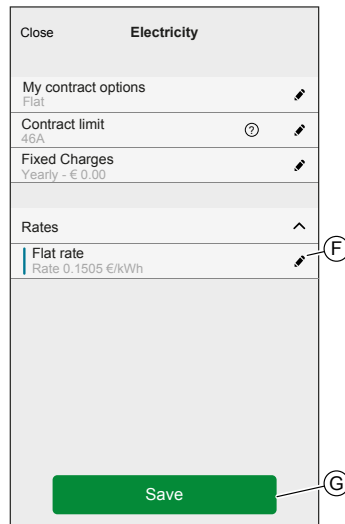 Close Electricity
My contract options
Flat
Contract limit ?
46A
Fixed Charges
Yearly - € 0.00
Rates
Flat rate
F
Rate 0.1505 €/kWh
Save
G